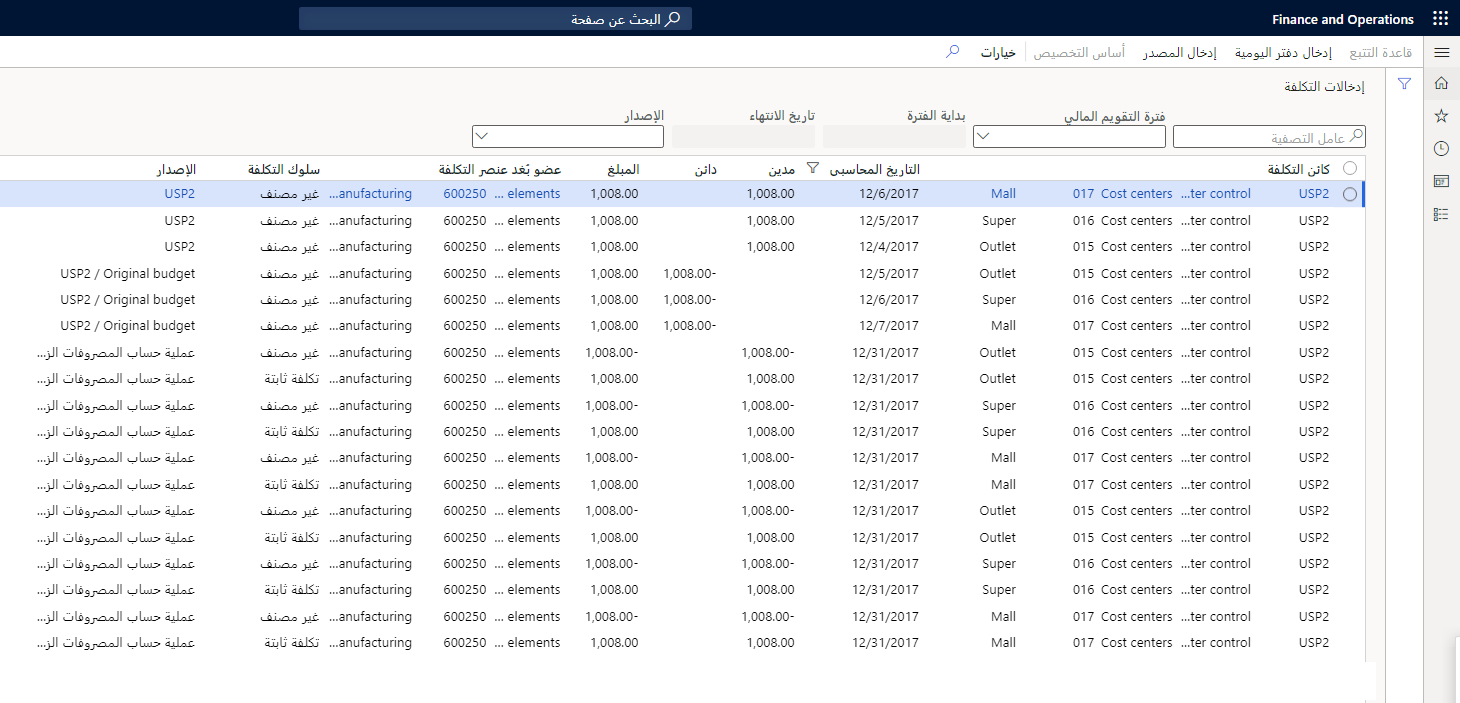 Finance and Operations
البحث عن صفحة
قاعدة التتبع إدخال دفتر اليومية إدخال المصدر أساس التخصيص خيارات
إدخالات التكلفة
عامل التصفية فترة التقويم المالي بداية الفترة تاريخ الانتهاء الإصدار
كائن التكلفة التاريخ المحاسبي مدين دائن المبلغ عضو بُعد عنصر التكلفة سلوك التكلفة الإصدار
USP2 ...ter control Cost centers 017 Mall 12/6/2017 1,008.00 1,008.00 elements ... 600250 ...anufacturing غير مصنف USP2
USP2 ...ter control Cost centers 016 Super 12/5/2017 1,008.00 1,008.00 elements ... 600250 ...anufacturing غير مصنف USP2
USP2 ...ter control Cost centers 015 Outlet 12/4/2017 1,008.00 1,008.00 elements ... 600250 ...anufacturing غير مصنف USP2
USP2 ...ter control Cost centers 015 Outlet 12/5/2017 1,008.00- 1,008.00 elements ... 600250 ...anufacturing غير مصنف USP2 / Original budget
USP2 ...ter control Cost centers 016 Super 12/6/2017 1,008.00- 1,008.00 elements ... 600250 ...anufacturing غير مصنف USP2 / Original budget
USP2 ...ter control Cost centers 017 Mall 12/7/2017 1,008.00- 1,008.00 elements ... 600250 ...anufacturing غير مصنف USP2 / Original budget
USP2 ...ter control Cost centers 015 Outlet 12/31/2017 1,008.00- 1,008.00- elements ... 600250 ...anufacturing غير مصنف عملية حساب المصروفات الز...
USP2 ...ter control Cost centers 015 Outlet 12/31/2017 1,008.00 1,008.00 elements ... 600250 ...anufacturing تكلفة ثابتة عملية حساب المصروفات الز...
USP2 ...ter control Cost centers 016 Super 12/31/2017 1,008.00- 1,008.00- elements ... 600250 ...anufacturing غير مصنف عملية حساب المصروفات الز...
USP2 ...ter control Cost centers 016 Super 12/31/2017 1,008.00 1,008.00 elements ... 600250 ...anufacturing تكلفة ثابتة عملية حساب المصروفات الز...
USP2 ...ter control Cost centers 017 Mall 12/31/2017 1,008.00- 1,008.00- elements ... 600250 ...anufacturing غير مصنف عملية حساب المصروفات الز...
USP2 ...ter control Cost centers 017 Mall 12/31/2017 1,008.00 1,008.00 elements ... 600250 ...anufacturing تكلفة ثابتة عملية حساب المصروفات الز...
USP2 ...ter control Cost centers 015 Outlet 12/31/2017 1,008.00- 1,008.00- elements ... 600250 ...anufacturing غير مصنف عملية حساب المصروفات الز...
USP2 ...ter control Cost centers 015 Outlet 12/31/2017 1,008.00 1,008.00 elements ... 600250 ...anufacturing تكلفة ثابتة عملية حساب المصروفات الز...
USP2 ...ter control Cost centers 016 Super 12/31/2017 1,008.00- 1,008.00- elements ... 600250 ...anufacturing غير مصنف عملية حساب المصروفات الز...
USP2 ...ter control Cost centers 016 Super 12/31/2017 1,008.00 1,008.00 elements ... 600250 ...anufacturing تكلفة ثابتة عملية حساب المصروفات الز...
USP2 ...ter control Cost centers 017 Mall 12/31/2017 1,008.00- 1,008.00- elements ... 600250 ...anufacturing غير مصنف عملية حساب المصروفات الز...
USP2 ...ter control Cost centers 017 Mall 12/31/2017 1,008.00 1,008.00 elements ... 600250 ...anufacturing تكلفة ثابتة عملية حساب المصروفات الز...